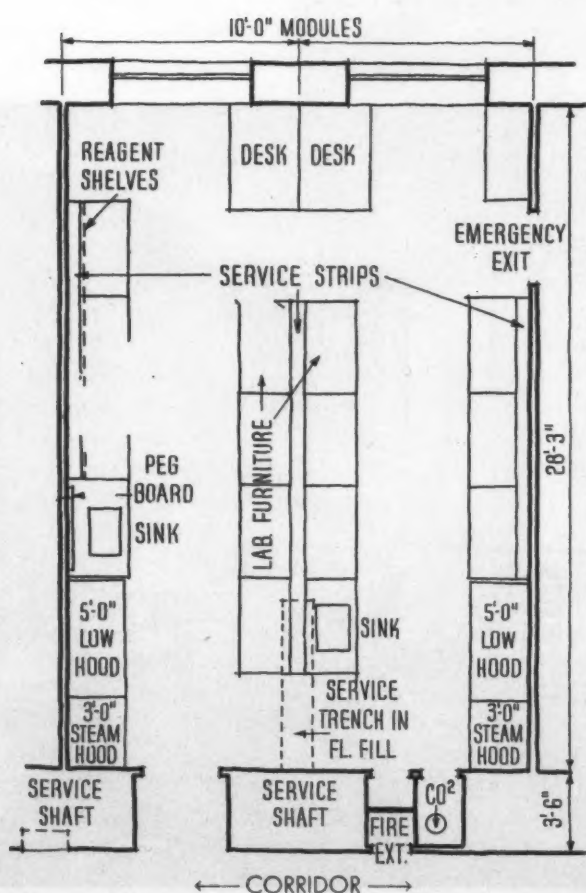 10'-0" MODULES
REAGENT
SHELVES
DESK
DESK
EMERGENCY
EXIT
SERVICE STRIPS
LAB. FURNITURE
28'-3"
PEG
BOARD
SINK
5'-0"
LOW
HOOD
SINK
5'-0"
LOW
HOOD
3'-0"
STEAM
HOOD
SERVICE
TRENCH IN
FL. FILL
3'-0"
STEAM
HOOD
SERVICE
SHAFT
SERVICE
SHAFT
FIRE
EXT.
CO²
3'-6"
CORRIDOR